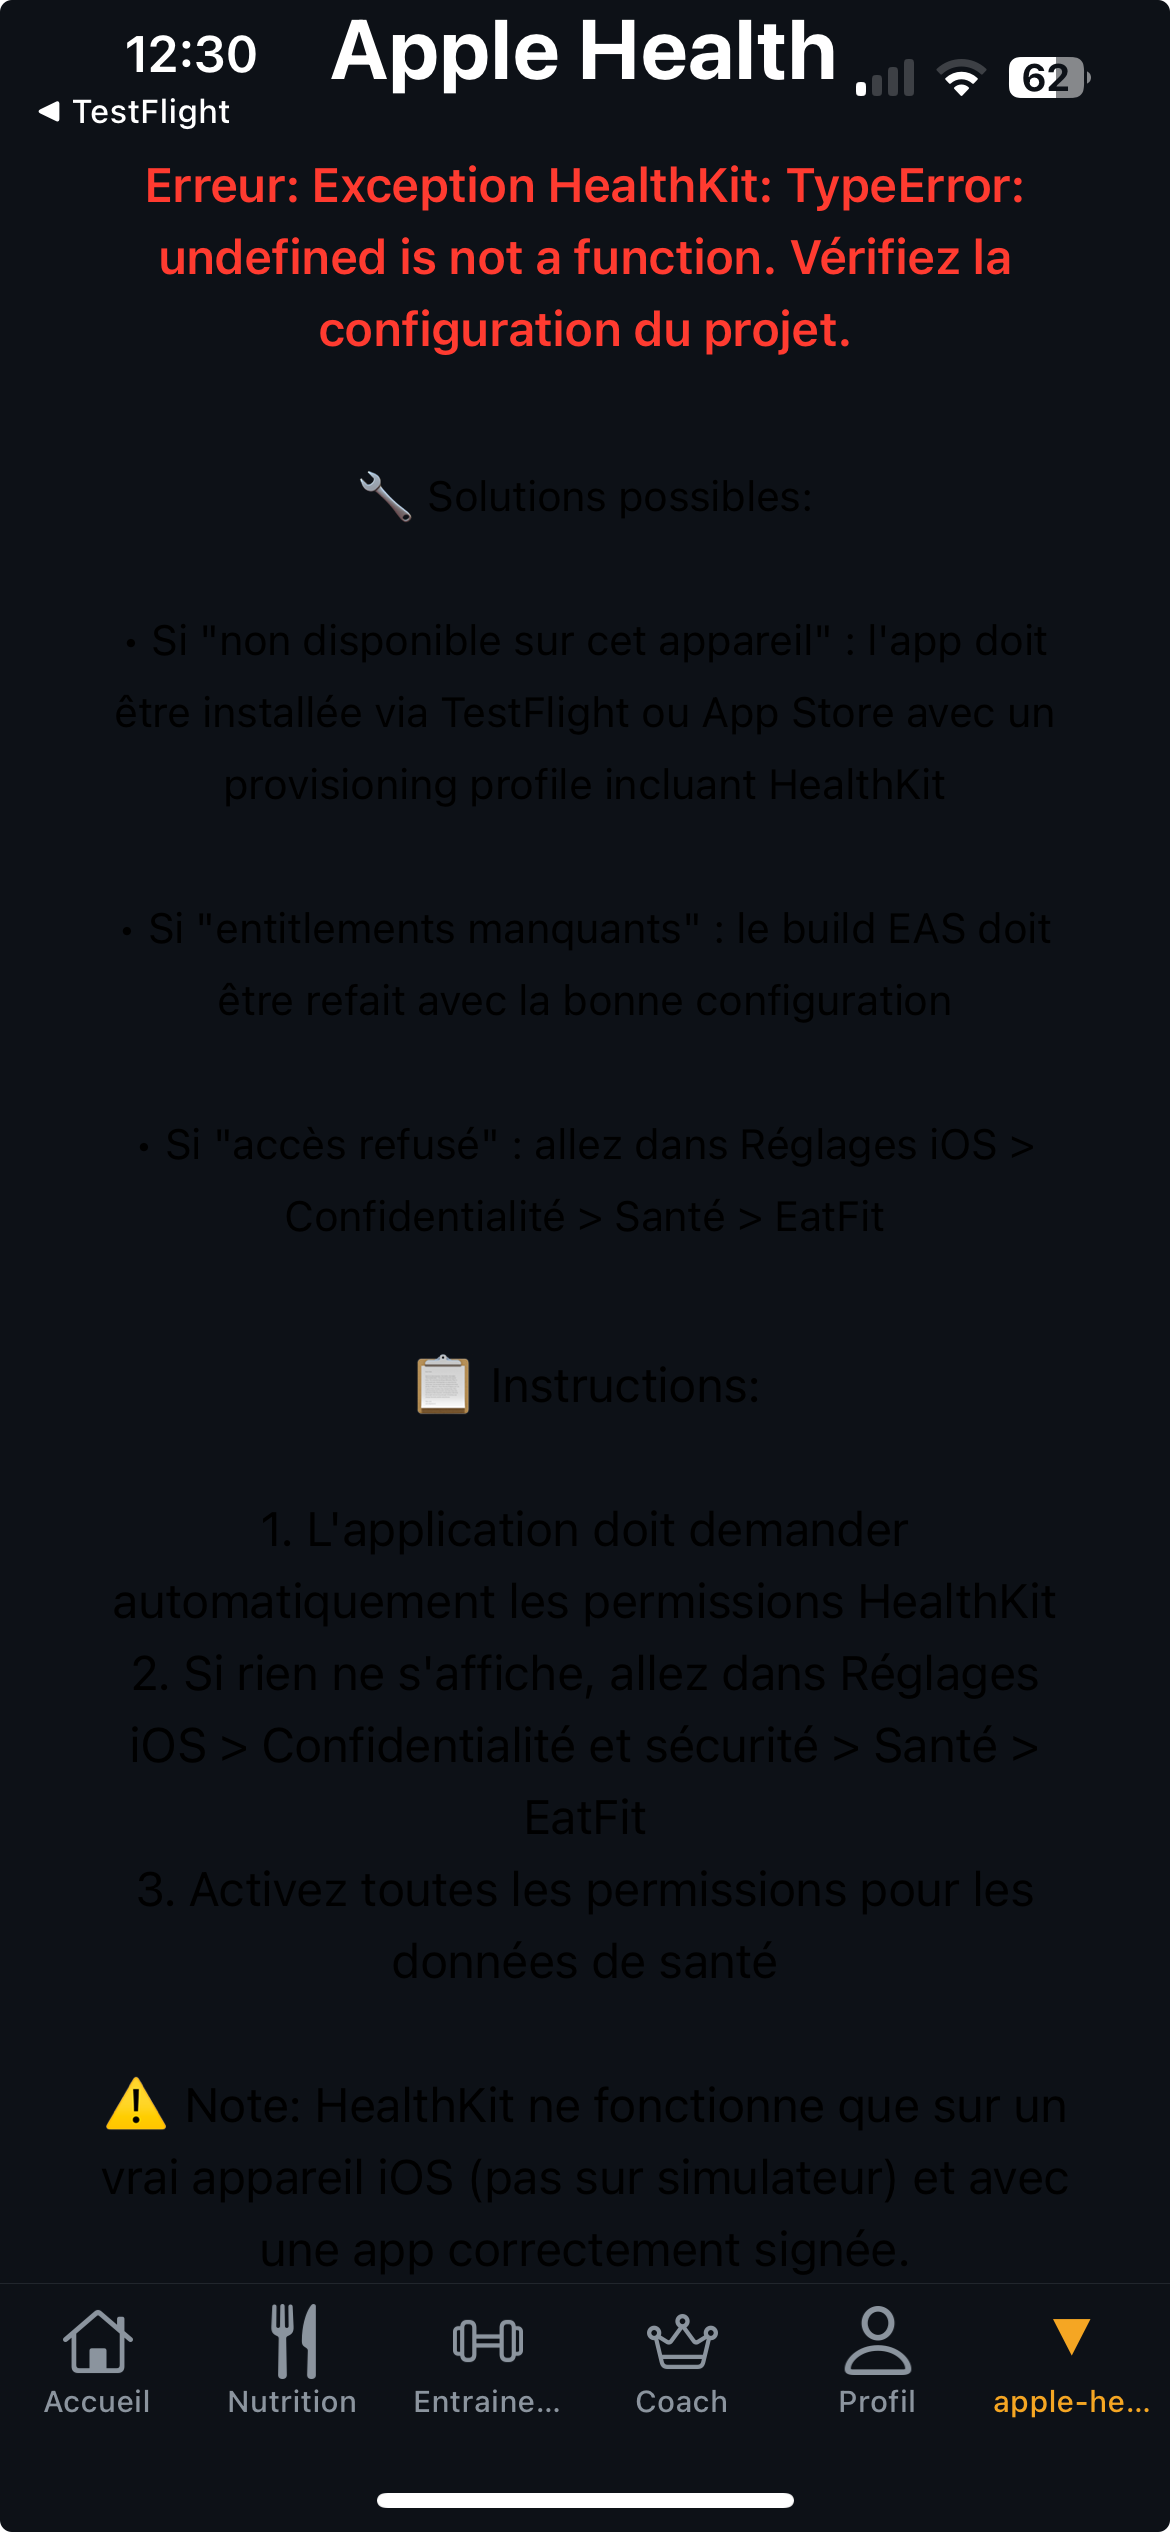 12:30
Apple Health
62
◀ TestFlight
Erreur: Exception HealthKit: TypeError:
undefined is not a function. Vérifiez la
configuration du projet.
🔧 Solutions possibles:
• Si "non disponible sur cet appareil" : l'app doit
être installée via TestFlight ou App Store avec un
provisioning profile incluant HealthKit
• Si "entitlements manquants" : le build EAS doit
être refait avec la bonne configuration
• Si "accès refusé" : allez dans Réglages iOS >
Confidentialité > Santé > EatFit
📋 Instructions:
1. L'application doit demander
automatiquement les permissions HealthKit
2. Si rien ne s'affiche, allez dans Réglages
iOS > Confidentialité et sécurité > Santé >
EatFit
3. Activez toutes les permissions pour les
données de santé
⚠️ Note: HealthKit ne fonctionne que sur un
vrai appareil iOS (pas sur simulateur) et avec
une app correctement signée.
Accueil
Nutrition
Entraine...
Coach
Profil
apple-he...